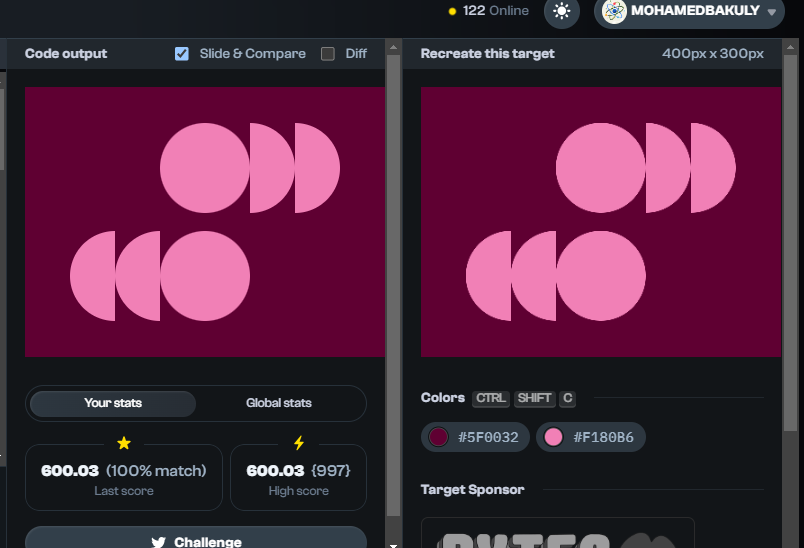 122 Online
MOHAMEDBAKULY
Code output
Slide & Compare
Diff
Recreate this target
400px x 300px
Your stats
Global stats
Colors CTRL SHIFT C
600.03 (100% match)
Last score
600.03 {997}
High score
#5F0032
#F180B6
Target Sponsor
Challenge